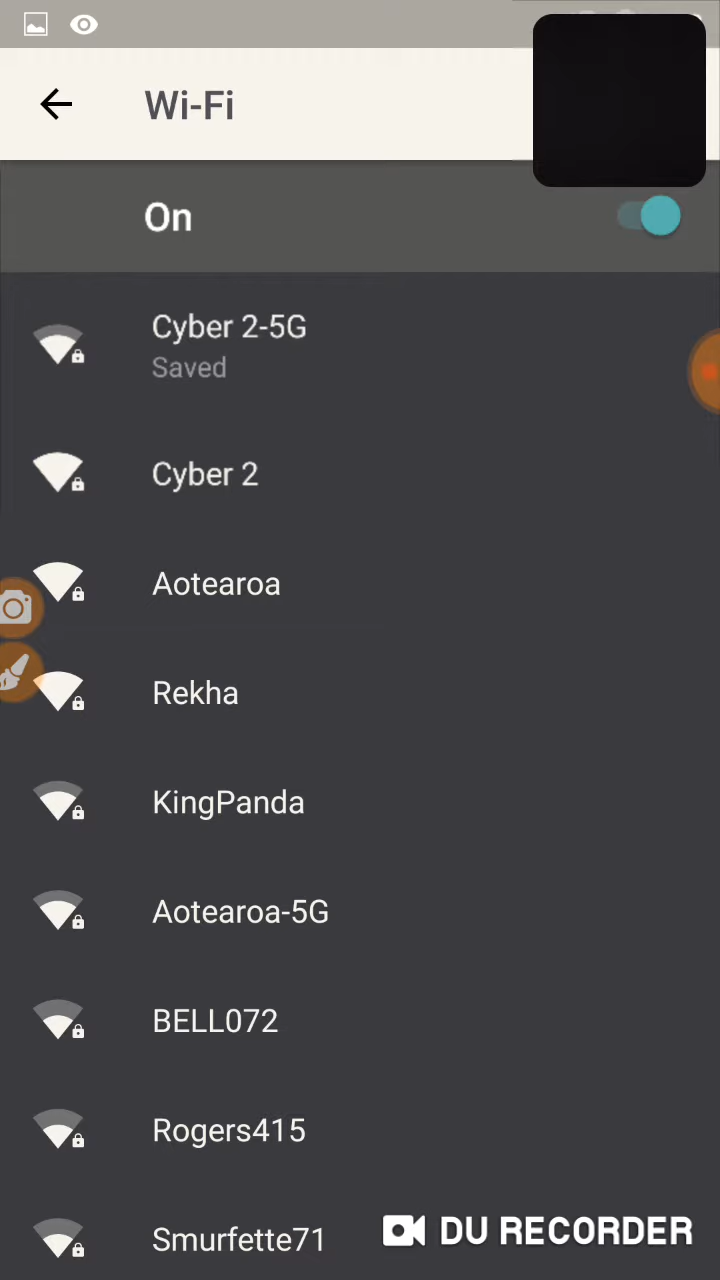 Wi-Fi
On
Cyber 2-5G
Saved
Cyber 2
Aotearoa
Rekha
KingPanda
Aotearoa-5G
BELL072
Rogers415
Smurfette71
DU RECORDER